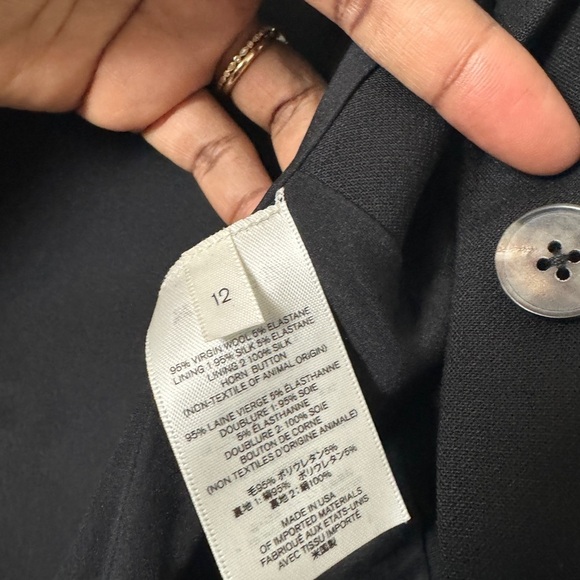 12
95% VIRGIN WOOL 5% ELASTANE
LINING 1:95% SILK 5% ELASTANE
LINING 2 100% SILK
HORN BUTTON
(NON-TEXTILE OF ANIMAL ORIGIN)
95% LAINE VIERGE 5% ÉLASTHANNE
DOUBLURE 1: 95% SOIE
5% ÉLASTHANNE
DOUBLURE 2: 100% SOIE
BOUTON DE CORNE
(NON TEXTILES D'ORIGINE ANIMALE)
毛95% ポリウレタン5%
裏地 1:絹95% ポリウレタン5%
裏地 2:絹100%
MADE IN USA
OF IMPORTED MATERIALS
FABRIQUÉ AUX ETATS-UNIS
AVEC TISSU IMPORTÉ
米国製